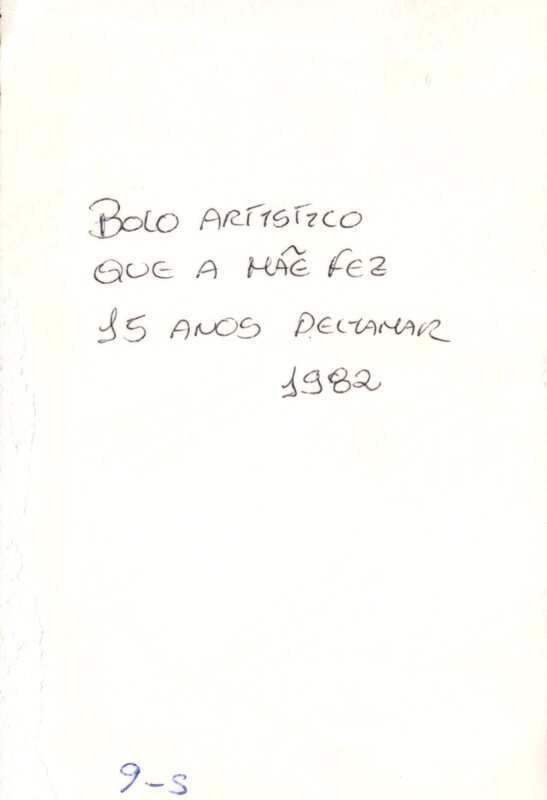 BOLO ARTISTICO
QUE A MÃE FEZ
15 ANOS DELTAMAR
1982
9-S